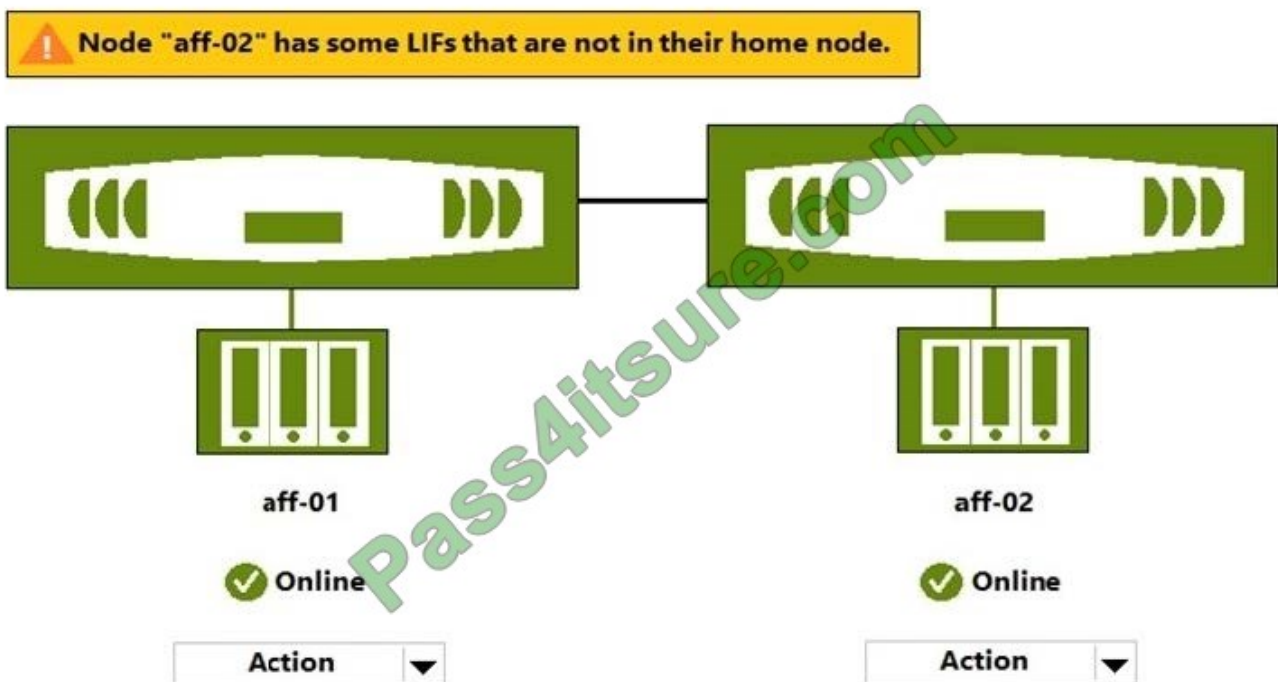 Node "aff-02" has some LIFs that are not in their home node.
Pass4itsure.com
aff-01
aff-02
Online
Online
Action
Action